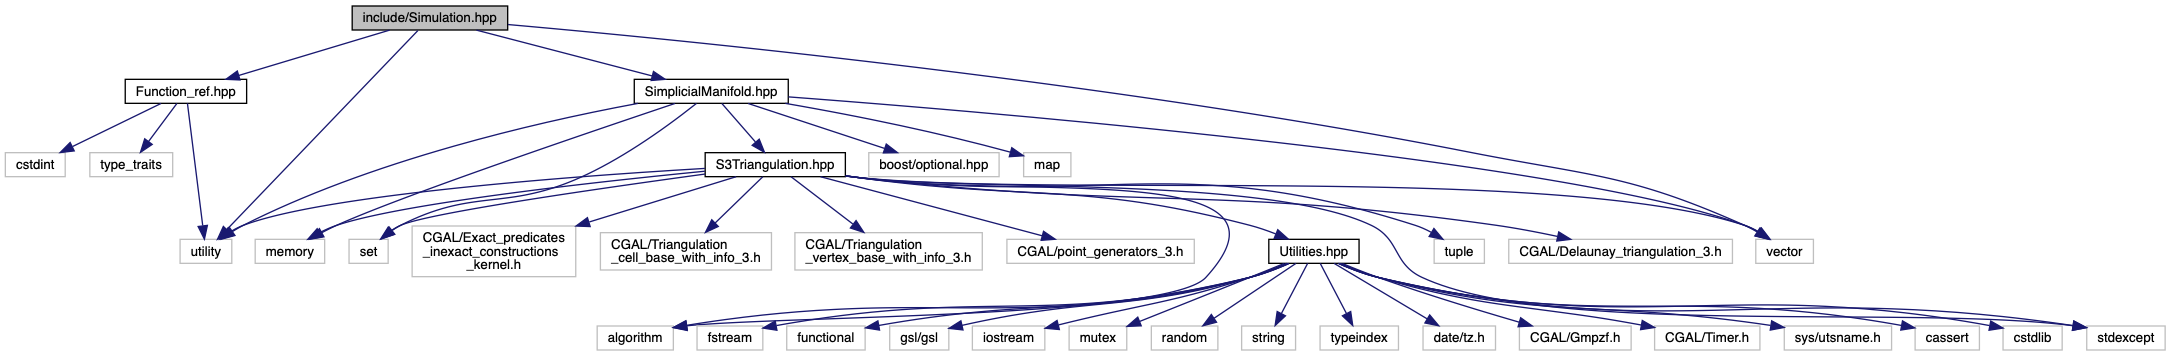 include/Simulation.hpp
Function_ref.hpp
SimplicialManifold.hpp
cstdint
type_traits
S3Triangulation.hpp
boost/optional.hpp
map
utility
memory
set
CGAL/Exact_predicates
_inexact_constructions
_kernel.h
CGAL/Triangulation
_cell_base_with_info_3.h
CGAL/Triangulation
_vertex_base_with_info_3.h
CGAL/point_generators_3.h
Utilities.hpp
tuple
CGAL/Delaunay_triangulation_3.h
vector
algorithm
fstream
functional
gsl/gsl
iostream
mutex
random
string
typeindex
date/tz.h
CGAL/Gmpzf.h
CGAL/Timer.h
sys/utsname.h
cassert
cstdlib
stdexcept